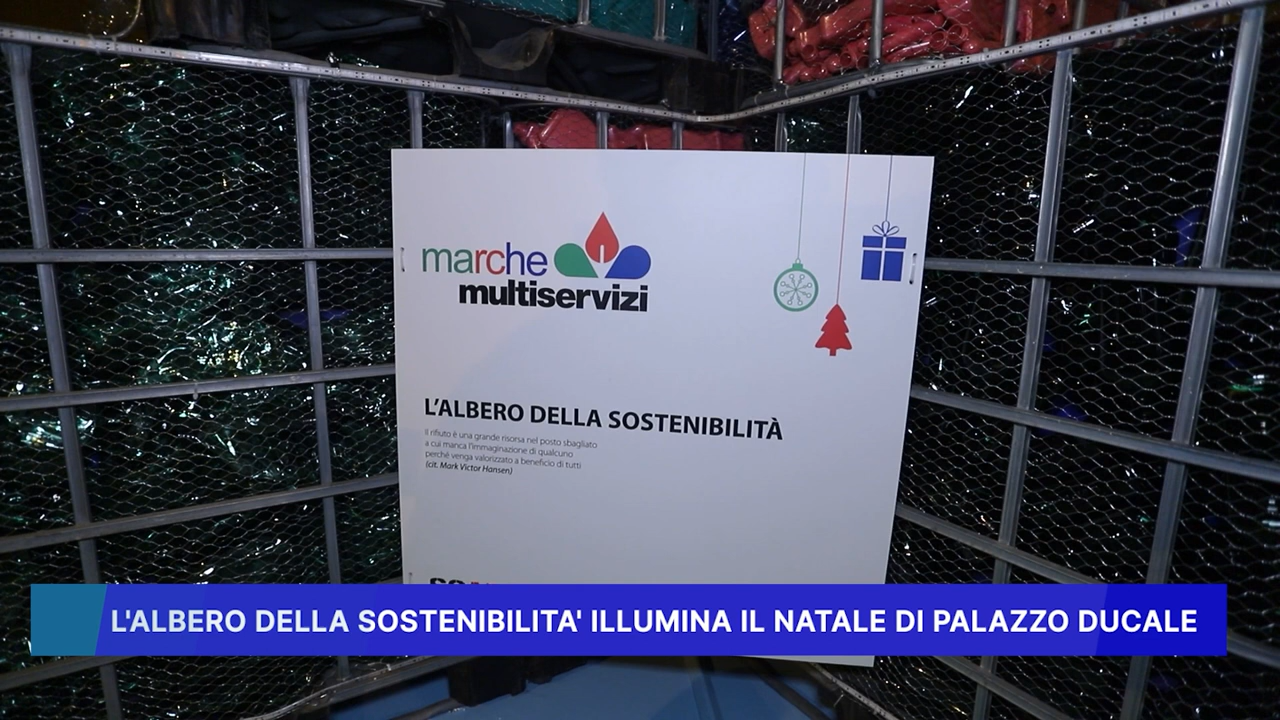 marche
multiservizi
L'ALBERO DELLA SOSTENIBILITÀ
Il rifiuto è una grande risorsa nel posto sbagliato
a cui manca l'immaginazione di qualcuno
perché venga valorizzato a beneficio di tutti
(cit. Mark Victor Hansen)
L'ALBERO DELLA SOSTENIBILITA' ILLUMINA IL NATALE DI PALAZZO DUCALE